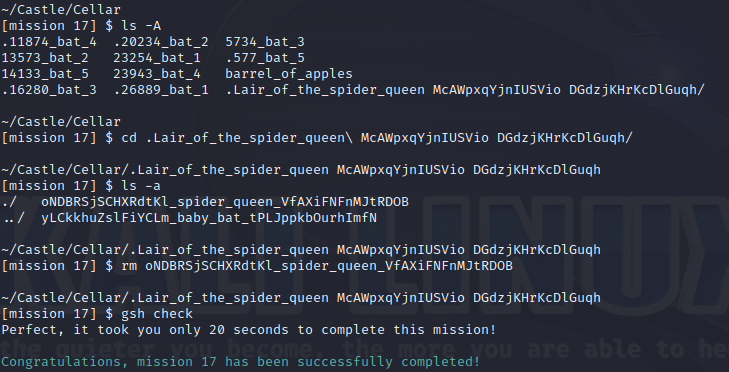 ~/Castle/Cellar
[mission 17] $ ls -A
.11874_bat_4  .20234_bat_2  5734_bat_3
13573_bat_2  23254_bat_1  .577_bat_5
14133_bat_5  23943_bat_4  barrel_of_apples
.16280_bat_3  .26889_bat_1  .Lair_of_the_spider_queen McAWpxqYjnIUSVio DGdzjKHrKcDlGuqh/
~/Castle/Cellar
[mission 17] $ cd .Lair_of_the_spider_queen\ McAWpxqYjnIUSVio DGdzjKHrKcDlGuqh/
~/Castle/Cellar/.Lair_of_the_spider_queen McAWpxqYjnIUSVio DGdzjKHrKcDlGuqh
[mission 17] $ ls -a
./   oNDBRSjSCHXRdtKl_spider_queen_VfAXiFNFnMJtRDOB
../  yLCkkhuZslFiYCLm_baby_bat_tPLJppkbOurhImfN
~/Castle/Cellar/.Lair_of_the_spider_queen McAWpxqYjnIUSVio DGdzjKHrKcDlGuqh
[mission 17] $ rm oNDBRSjSCHXRdtKl_spider_queen_VfAXiFNFnMJtRDOB
~/Castle/Cellar/.Lair_of_the_spider_queen McAWpxqYjnIUSVio DGdzjKHrKcDlGuqh
[mission 17] $ gsh check
Perfect, it took you only 20 seconds to complete this mission!
Congratulations, mission 17 has been successfully completed!
KALI LINUX
the quieter you become, the more you are able to he